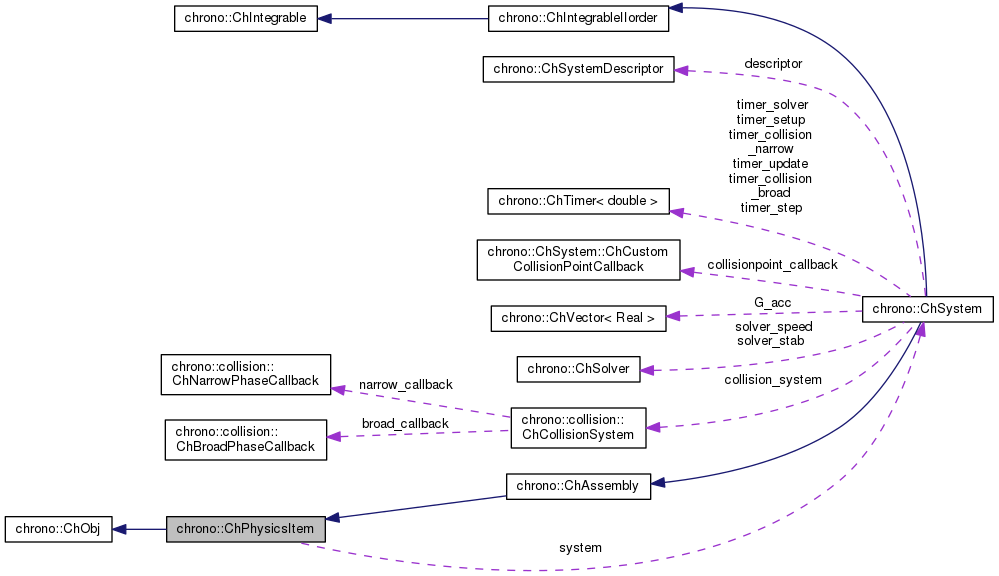 chrono::ChIntegrable
chrono::ChIntegrableIIorder
chrono::ChSystemDescriptor
descriptor
timer_solver
timer_setup
timer_collision
_narrow
timer_update
timer_collision
_broad
timer_step
chrono::ChTimer< double >
chrono::ChSystem::ChCustom
CollisionPointCallback
collisionpoint_callback
chrono::ChSystem
G_acc
chrono::ChVector< Real >
solver_speed
solver_stab
chrono::ChSolver
chrono::collision::
ChNarrowPhaseCallback
narrow_callback
collision_system
chrono::collision::
ChCollisionSystem
broad_callback
chrono::collision::
ChBroadPhaseCallback
chrono::ChAssembly
chrono::ChObj
chrono::ChPhysicsItem
system